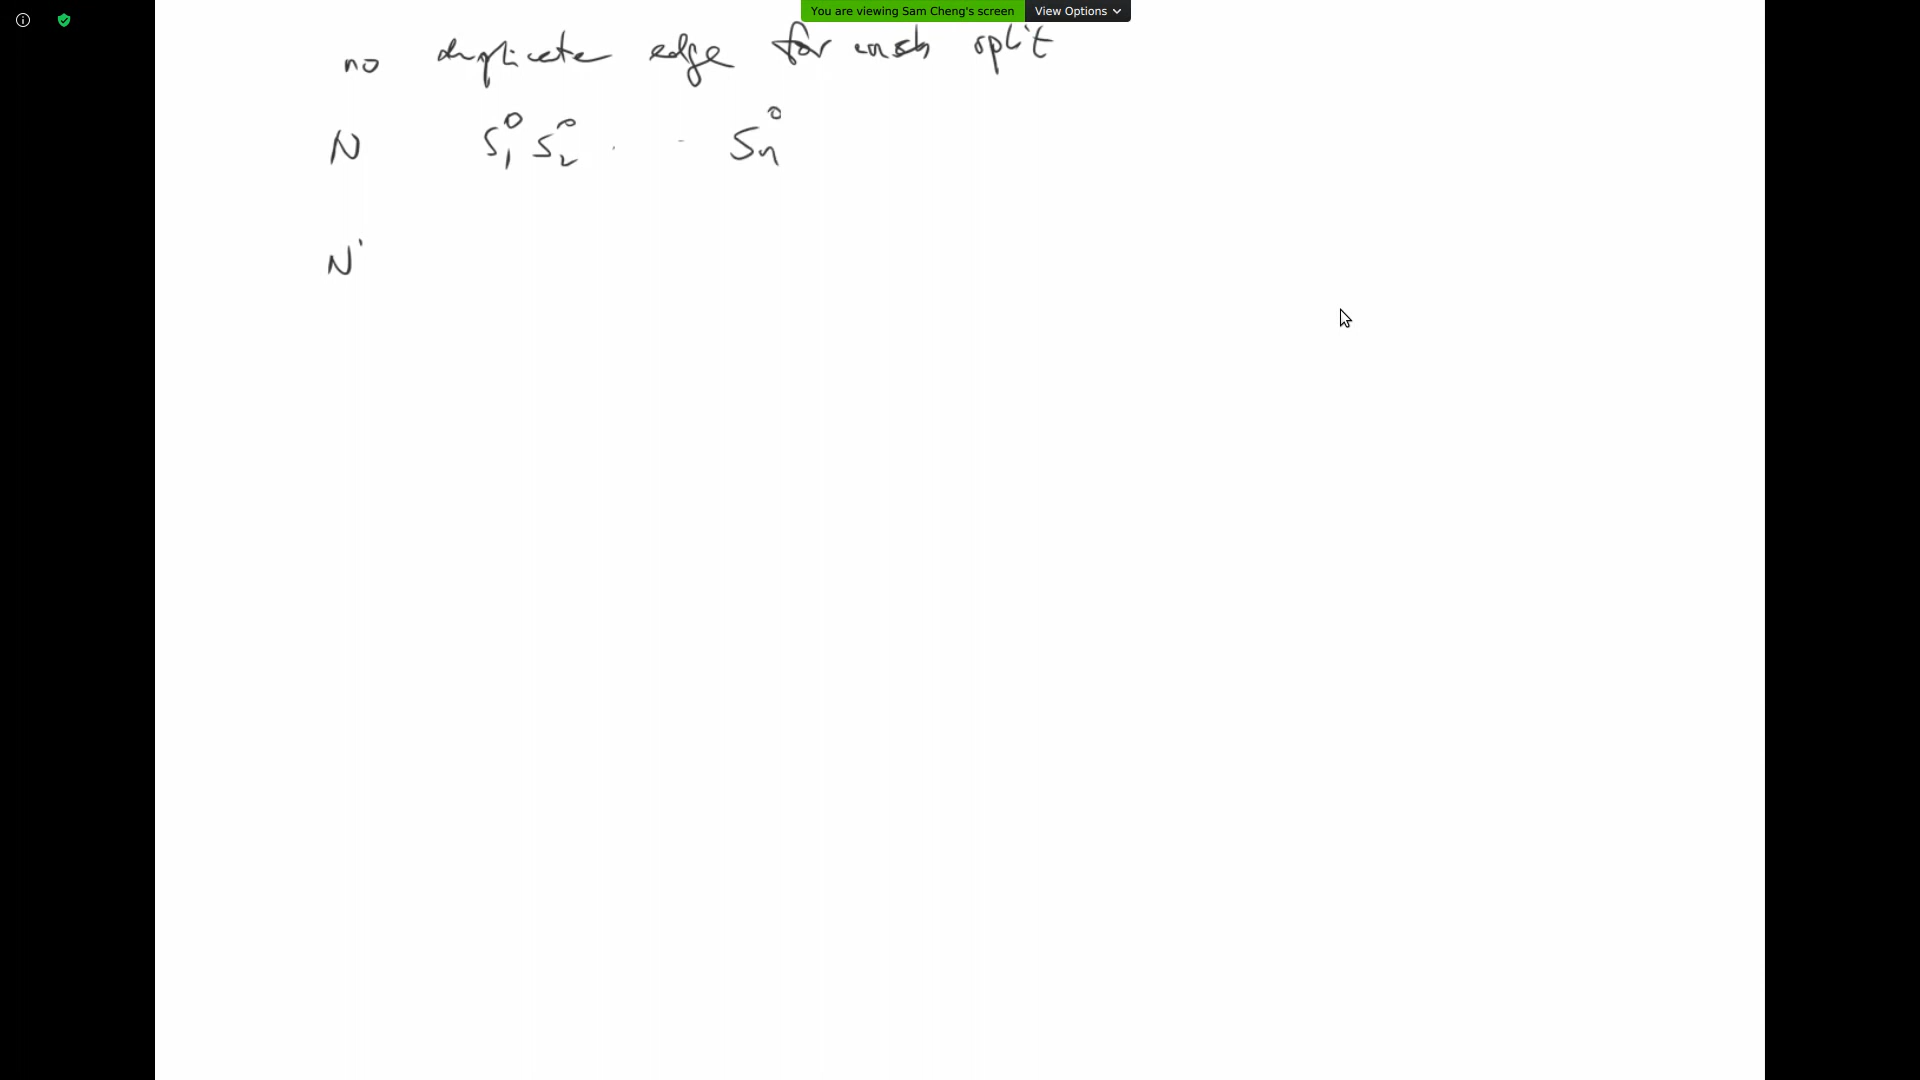 You are viewing Sam Cheng's screen View Options
no duplicate edge for each split
N S₁⁰ S₂⁰ . . Sₙ⁰
N'